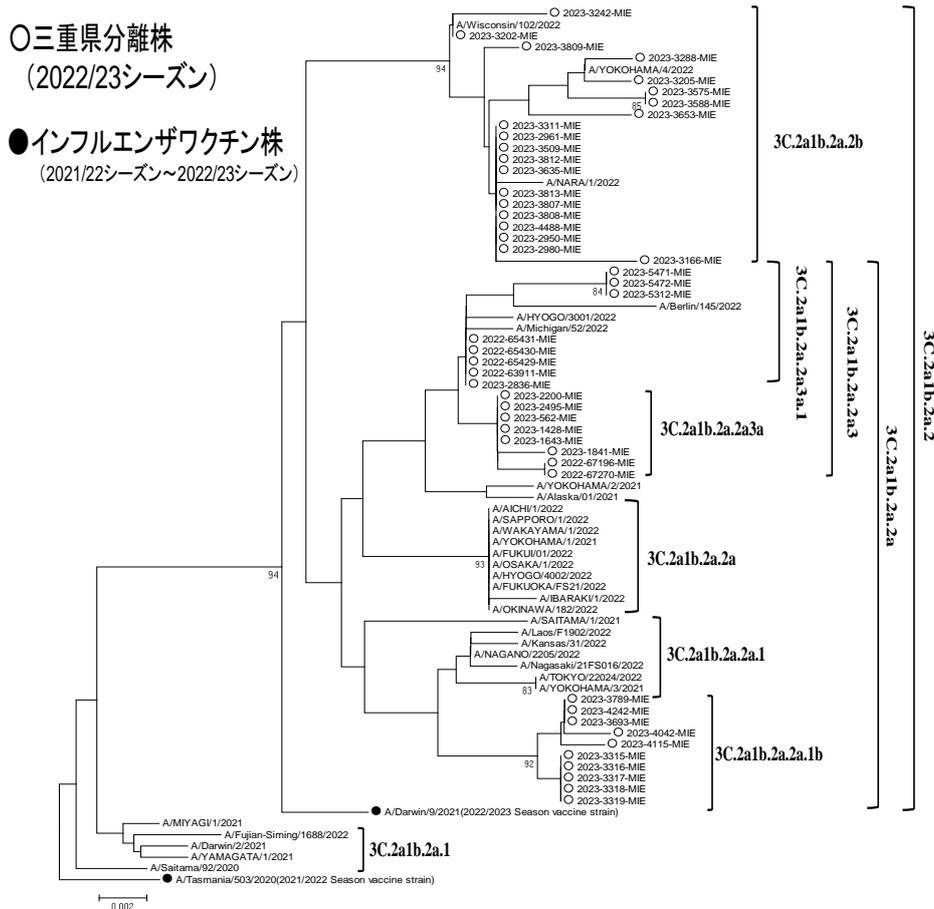 ○三重県分離株
（2022/23シーズン）
●インフルエンザワクチン株
（2021/22シーズン～2022/23シーズン）
2023-3242-MIE
A/Wisconsin/102/2022
2023-3202-MIE
94
2023-3809-MIE
2023-3288-MIE
A/YOKOHAMA/4/2022
2023-3205-MIE
2023-3575-MIE
85
2023-3588-MIE
2023-3653-MIE
2023-3311-MIE
2023-2961-MIE
2023-3509-MIE
2023-3812-MIE
2023-3635-MIE
A/NARA/1/2022
2023-3813-MIE
2023-3807-MIE
2023-3808-MIE
2023-4488-MIE
2023-2950-MIE
2023-2980-MIE
2023-3166-MIE
3C.2a1b.2a.2b
2023-5471-MIE
2023-5472-MIE
84
2023-5312-MIE
A/Berlin/145/2022
A/HYOGO/3001/2022
A/Michigan/52/2022
2022-65431-MIE
2022-65430-MIE
2022-65429-MIE
2022-63911-MIE
2023-2836-MIE
3C.2a1b.2a.2a3a.1
2023-2200-MIE
2023-2495-MIE
2023-562-MIE
2023-1428-MIE
2023-1643-MIE
2023-1841-MIE
2022-67196-MIE
2022-67270-MIE
3C.2a1b.2a.2a3a
3C.2a1b.2a.2a3
A/YOKOHAMA/2/2021
A/Alaska/01/2021
A/AICHI/1/2022
A/SAPPORO/1/2022
A/WAKAYAMA/1/2022
A/YOKOHAMA/1/2021
A/FUKUI/01/2022
93
A/OSAKA/1/2022
A/HYOGO/4002/2022
A/FUKUOKA/FS21/2022
A/IBARAKI/1/2022
A/OKINAWA/182/2022
3C.2a1b.2a.2a
94
A/SAITAMA/1/2021
A/Laos/F1902/2022
A/Kansas/31/2022
A/NAGANO/2205/2022
A/Nagasaki/21FS016/2022
A/TOKYO/22024/2022
83
A/YOKOHAMA/3/2021
3C.2a1b.2a.2a.1
2023-3789-MIE
2023-4242-MIE
2023-3693-MIE
2023-4042-MIE
2023-4115-MIE
92
2023-3315-MIE
2023-3316-MIE
2023-3317-MIE
2023-3318-MIE
2023-3319-MIE
3C.2a1b.2a.2a.1b
3C.2a1b.2a.2a
3C.2a1b.2a.2
A/Darwin/9/2021(2022/2023 Season vaccine strain)
A/MIYAGI/1/2021
A/Fujian-Siming/1688/2022
A/Darwin/2/2021
A/YAMAGATA/1/2021
3C.2a1b.2a.1
A/Saitama/92/2020
A/Tasmania/503/2020(2021/2022 Season vaccine strain)
0.002